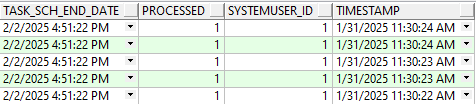 TASK_SCH_END_DATE PROCESSED SYSTEMUSER_ID TIMESTAMP
2/2/2025 4:51:22 PM 1 1 1/31/2025 11:30:24 AM
2/2/2025 4:51:22 PM 1 1 1/31/2025 11:30:24 AM
2/2/2025 4:51:22 PM 1 1 1/31/2025 11:30:23 AM
2/2/2025 4:51:22 PM 1 1 1/31/2025 11:30:23 AM
2/2/2025 4:51:22 PM 1 1 1/31/2025 11:30:22 AM